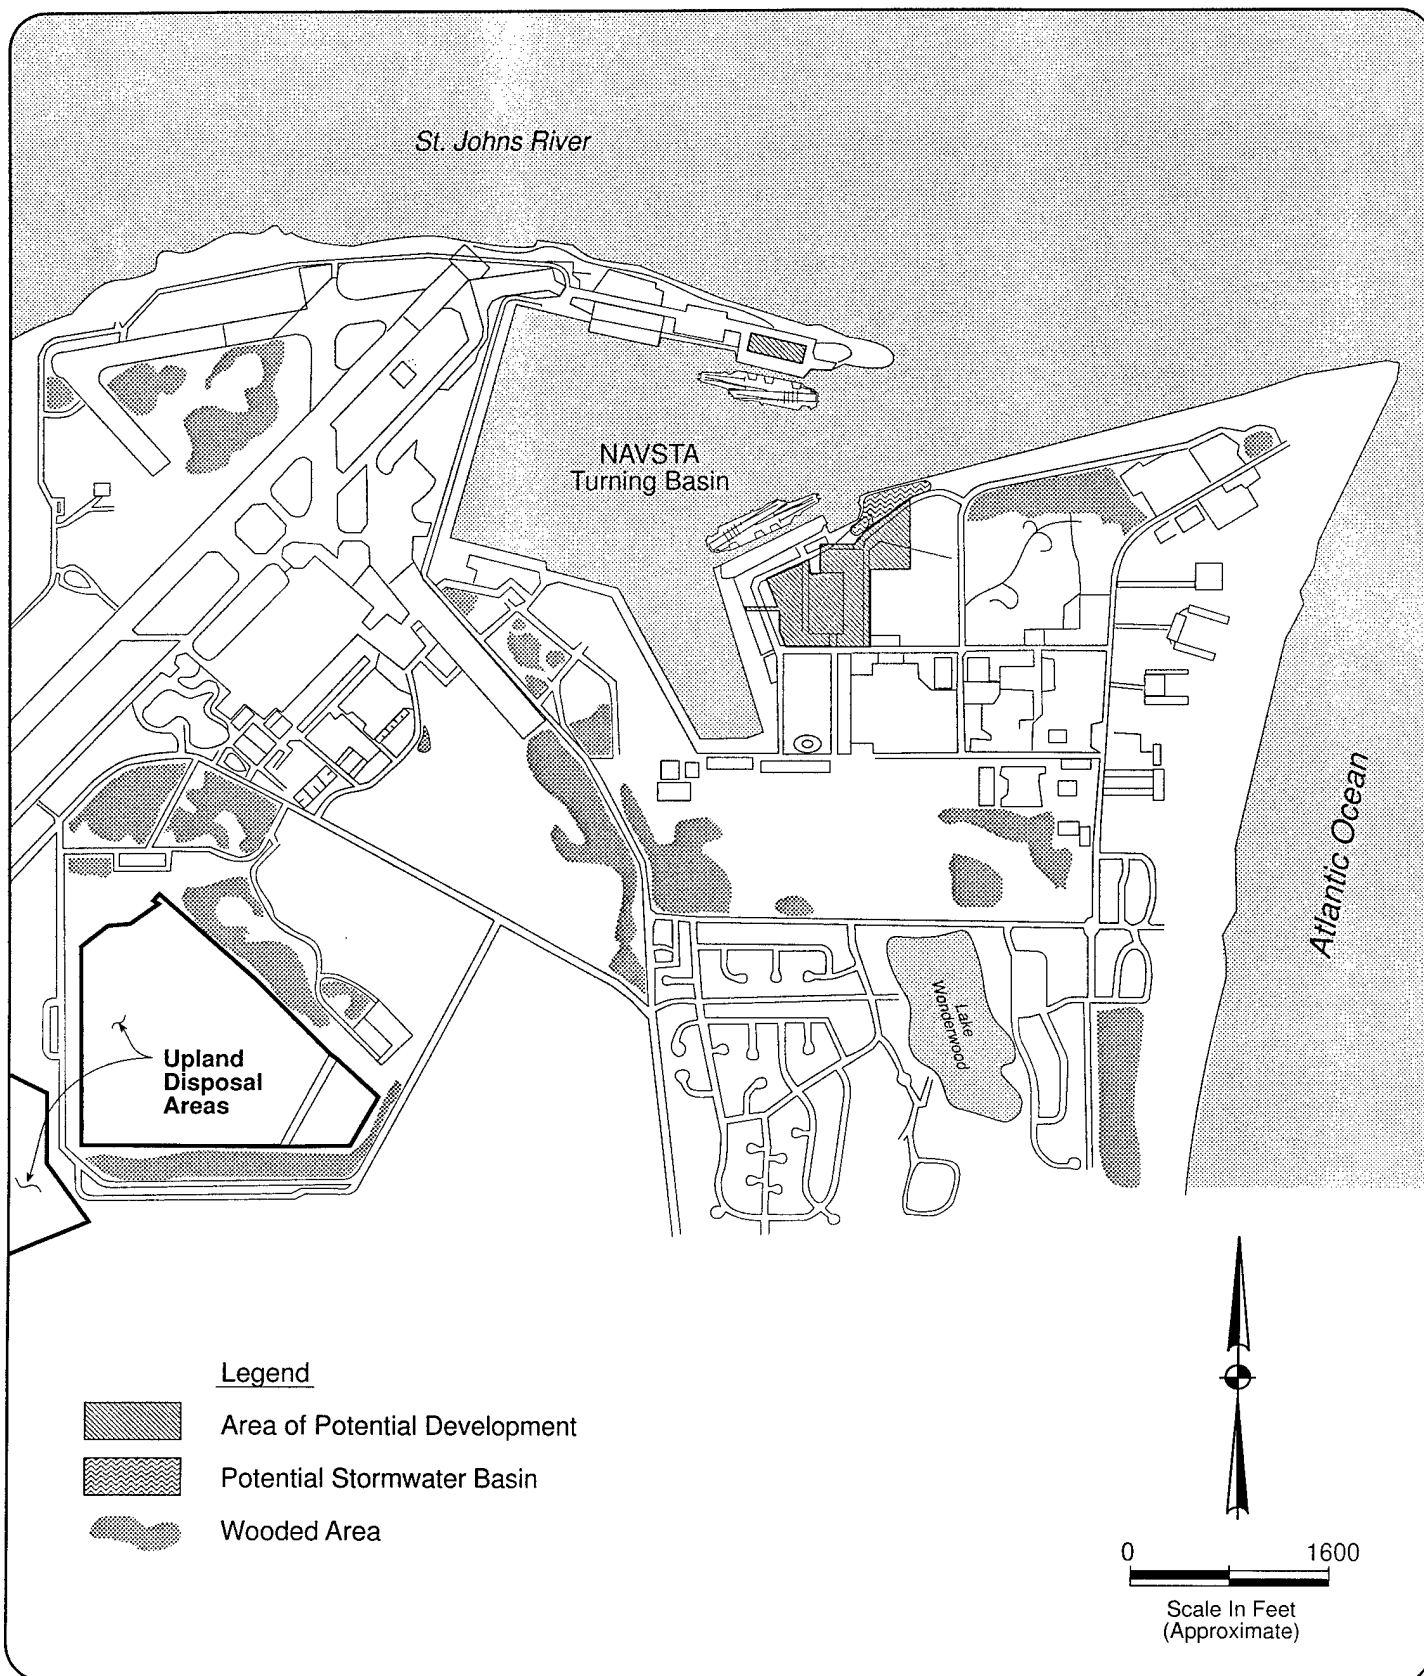 St. Johns River
NAVSTA
Turning Basin
Atlantic Ocean
Lake
Wonderwood
Upland
Disposal
Areas
Legend
Area of Potential Development
Potential Stormwater Basin
Wooded Area
0 1600
Scale In Feet
(Approximate)